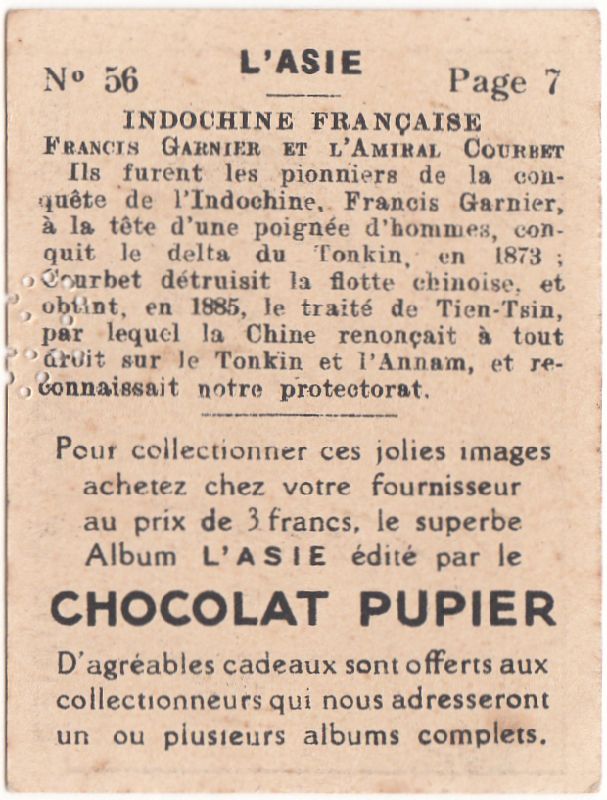 L'ASIE
Nº 56
Page 7
INDOCHINE FRANÇAISE
FRANCIS GARNIER ET L'AMIRAL COURBET
Ils furent les pionniers de la con-
quête de l'Indochine. Francis Garnier,
à la tête d'une poignée d'hommes, con-
quit le delta du Tonkin, en 1873 ;
Courbet détruisit la flotte chinoise, et
obtint, en 1885, le traité de Tien-Tsin,
par lequel la Chine renonçait à tout
droit sur le Tonkin et l'Annam, et re-
connaissait notre protectorat.
Pour collectionner ces jolies images
achetez chez votre fournisseur
au prix de 3 francs, le superbe
Album L'ASIE édité par le
CHOCOLAT PUPIER
D'agréables cadeaux sont offerts aux
collectionneurs qui nous adresseront
un ou plusieurs albums complets.